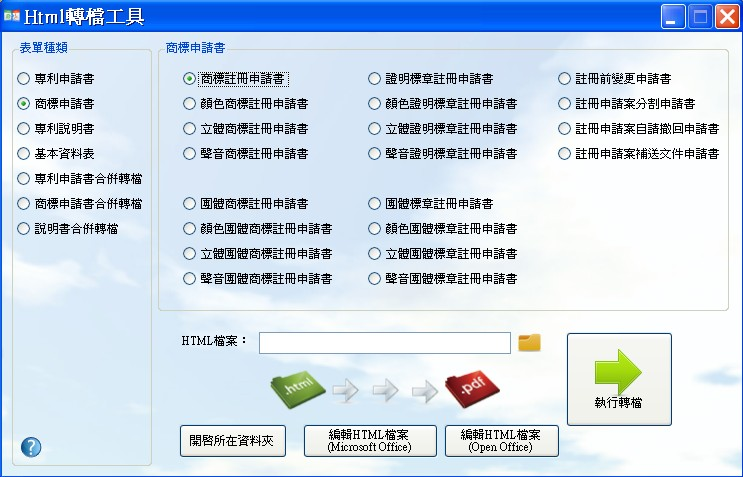 Html轉檔工具
表單種類
專利申請書
商標申請書
專利說明書
基本資料表
專利申請書合併轉檔
商標申請書合併轉檔
說明書合併轉檔
商標申請書
商標註冊申請書
顏色商標註冊申請書
立體商標註冊申請書
聲音商標註冊申請書
團體商標註冊申請書
顏色團體商標註冊申請書
立體團體商標註冊申請書
聲音團體商標註冊申請書
證明標章註冊申請書
顏色證明標章註冊申請書
立體證明標章註冊申請書
聲音證明標章註冊申請書
團體標章註冊申請書
顏色團體標章註冊申請書
立體團體標章註冊申請書
聲音團體標章註冊申請書
註冊前變更申請書
註冊申請案分割申請書
註冊申請案自請撤回申請書
註冊申請案補送文件申請書
HTML檔案：
.html
.pdf
執行轉檔
開啓所在資料夾
編輯HTML檔案
(Microsoft Office)
編輯HTML檔案
(Open Office)